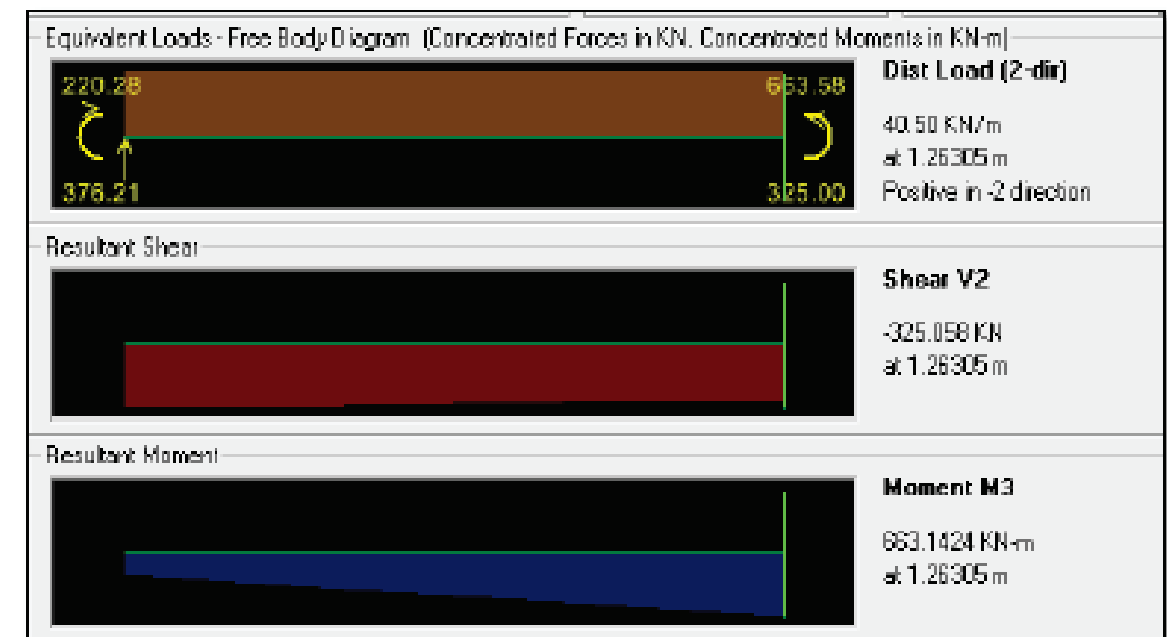 Equivalent Loads - Free Body Diagram (Concentrated Forces in KN, Concentrated Moments in KN-m)
220.28
663.58
376.21
325.00
Dist Load (2-dir)
40.50 KN/m
at 1.26305 m
Positive in -2 direction
Resultant Shear
Shear V2
-325.058 KN
at 1.26305 m
Resultant Moment
Moment M3
663.1424 KN-m
at 1.26305 m